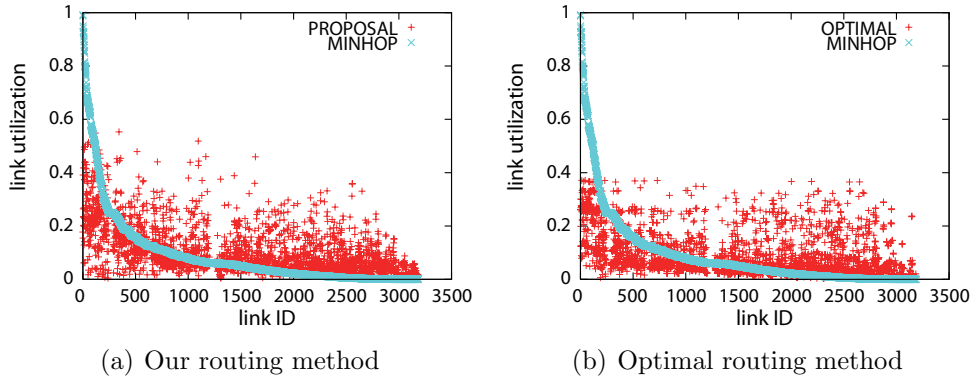 PROPOSAL
MINHOP
link utilization
1
0.8
0.6
0.4
0.2
0
0 500 1000 1500 2000 2500 3000 3500
link ID
(a) Our routing method
OPTIMAL
MINHOP
link utilization
1
0.8
0.6
0.4
0.2
0
0 500 1000 1500 2000 2500 3000 3500
link ID
(b) Optimal routing method